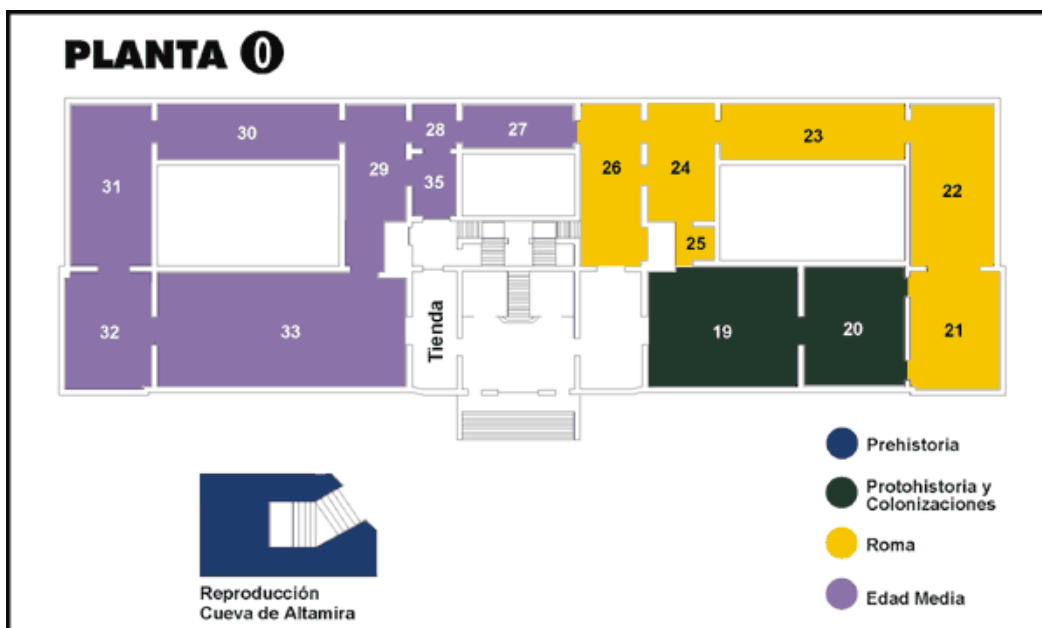 PLANTA 0
28
27
30
23
31
29
35
26
24
22
25
32
33
Tienda
19
20
21
Prehistoria
Protohistoria y
Colonizaciones
Roma
Edad Media
Reproducción
Cueva de Altamira